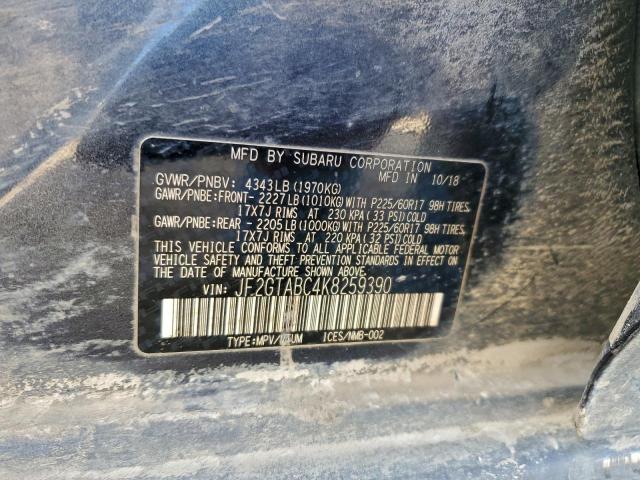 MFD BY SUBARU CORPORATION
MFD IN 10/18
GVWR/PNBV: 4343LB (1970KG)
GAWR/PNBE:FRONT- 2227LB (1010KG)WITH P225/60R17 98H TIRES,
17X7J RIMS AT 230 KPA (33 PSI)COLD
GAWR/PNBE:REAR - 2205LB (1000KG)WITH P225/60R17 98H TIRES,
17X7J RIMS AT 220 KPA (32 PSI)COLD
THIS VEHICLE CONFORMS TO ALL APPLICABLE FEDERAL MOTOR
VEHICLE SAFETY AND THEFT PREVENTION STANDARDS IN EFFECT ON
THE DATE OF MANUFACTURE SHOWN ABOVE.
VIN: JF2GTABC4K8259390
TYPE:MPV/VTUM ICES/NMB-002